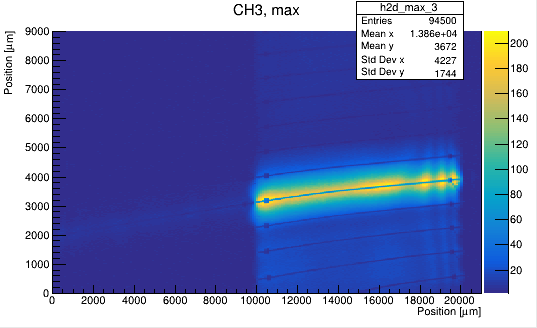 CH3, max
h2d_max_3
Entries 94500
Mean x 1.386e+04
Mean y 3672
Std Dev x 4227
Std Dev y 1744
Position [μm]
9000
8000
7000
6000
5000
4000
3000
2000
1000
0
0 2000 4000 6000 8000 10000 12000 14000 16000 18000 20000
Position [μm]
200
180
160
140
120
100
80
60
40
20